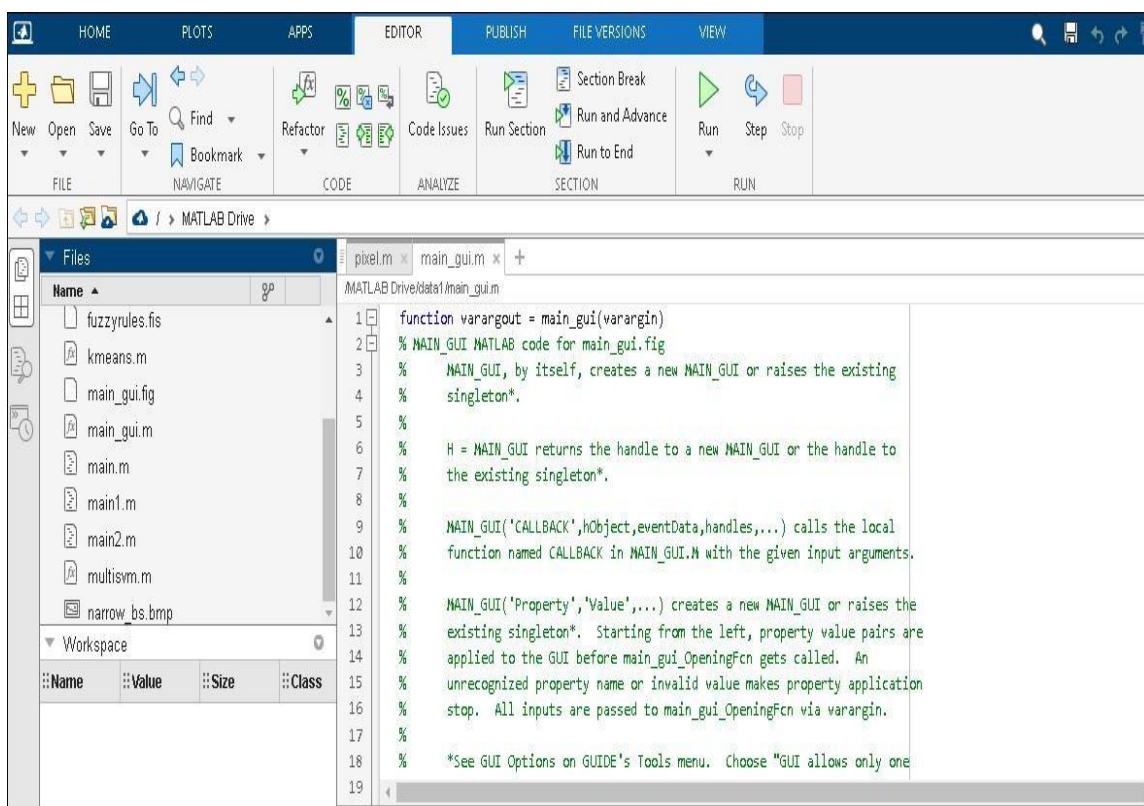 HOME PLOTS APPS EDITOR PUBLISH FILE VERSIONS VIEW
New Open Save
FILE
Go To Find Bookmark
NAVIGATE
Refactor
CODE
Code Issues
ANALYZE
Run Section Section Break
Run and Advance
Run to End
SECTION
Run Step Stop
RUN
/ > MATLAB Drive >
Files
Name
fuzzyrules.fis
kmeans.m
main_gui.fig
main_gui.m
main.m
main1.m
main2.m
multisvm.m
narrow_bs.bmp
Workspace
Name Value Size Class
pixel.m × main_gui.m × +
/MATLAB Drive/data1/main_gui.m
1 function varargout = main_gui(varargin)
2 % MAIN_GUI MATLAB code for main_gui.fig
3 % MAIN_GUI, by itself, creates a new MAIN_GUI or raises the existing
4 % singleton*.
5 %
6 % H = MAIN_GUI returns the handle to a new MAIN_GUI or the handle to
7 % the existing singleton*.
8 %
9 % MAIN_GUI('CALLBACK',hObject,eventData,handles,...) calls the local
10 % function named CALLBACK in MAIN_GUI.M with the given input arguments.
11 %
12 % MAIN_GUI('Property','Value',...) creates a new MAIN_GUI or raises the
13 % existing singleton*. Starting from the left, property value pairs are
14 % applied to the GUI before main_gui_OpeningFcn gets called. An
15 % unrecognized property name or invalid value makes property application
16 % stop. All inputs are passed to main_gui_OpeningFcn via varargin.
17 %
18 % *See GUI Options on GUIDE's Tools menu. Choose "GUI allows only one
19